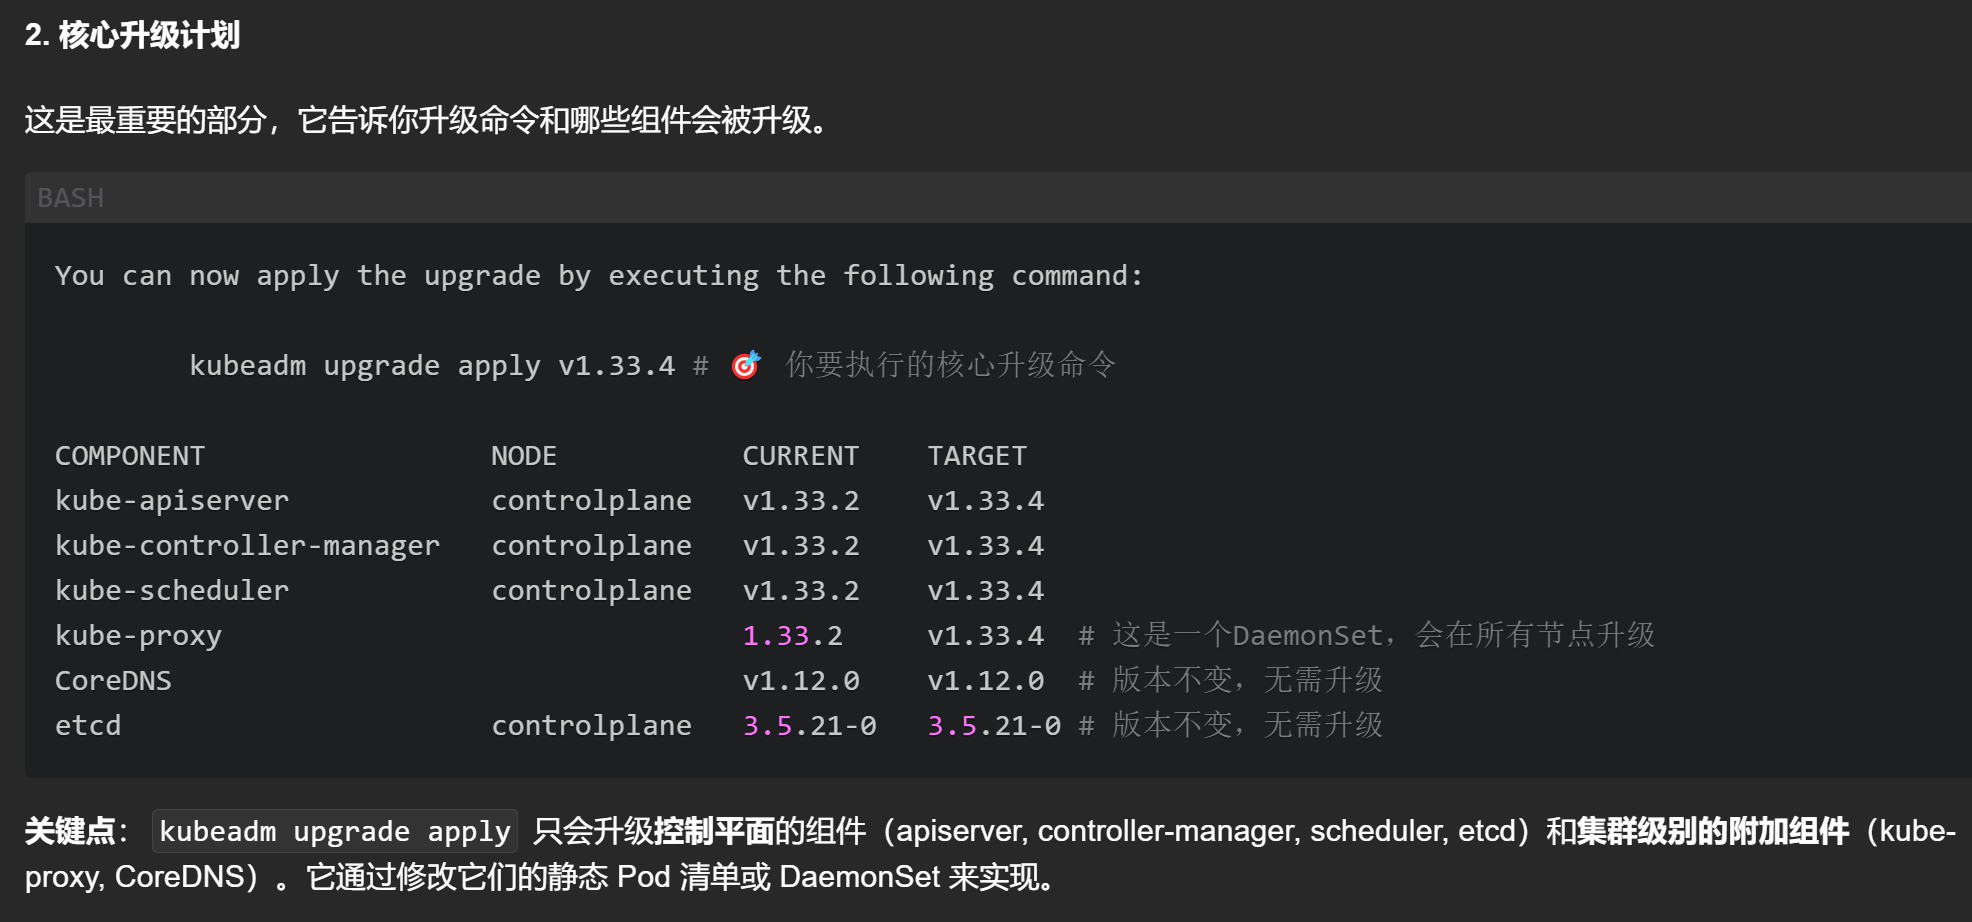 2. 核心升级计划
这是最重要的部分，它告诉你升级命令和哪些组件会被升级。
BASH
You can now apply the upgrade by executing the following command:
kubeadm upgrade apply v1.33.4 # 🎯 你要执行的核心升级命令
COMPONENT NODE CURRENT TARGET
kube-apiserver controlplane v1.33.2 v1.33.4
kube-controller-manager controlplane v1.33.2 v1.33.4
kube-scheduler controlplane v1.33.2 v1.33.4
kube-proxy 1.33.2 v1.33.4 # 这是一个DaemonSet，会在所有节点升级
CoreDNS v1.12.0 v1.12.0 # 版本不变，无需升级
etcd controlplane 3.5.21-0 3.5.21-0 # 版本不变，无需升级
关键点： kubeadm upgrade apply 只会升级控制平面的组件（apiserver, controller-manager, scheduler, etcd）和集群级别的附加组件（kube-
proxy, CoreDNS）。它通过修改它们的静态 Pod 清单或 DaemonSet 来实现。